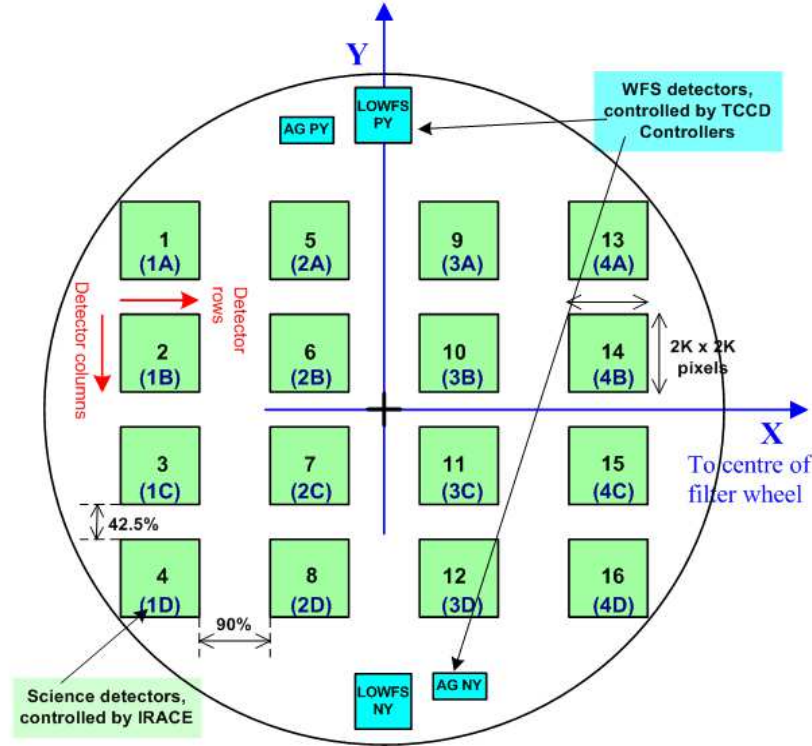 Y
WFS detectors,
controlled by TCCD
Controllers
LOWFS
PY
AG PY
1
(1A)
5
(2A)
9
(3A)
13
(4A)
Detector columns
Detector
rows
2
(1B)
6
(2B)
10
(3B)
14
(4B)
2K x 2K
pixels
X
To centre of
filter wheel
3
(1C)
7
(2C)
11
(3C)
15
(4C)
42.5%
4
(1D)
8
(2D)
12
(3D)
16
(4D)
90%
Science detectors,
controlled by IRACE
LOWFS
NY
AG NY